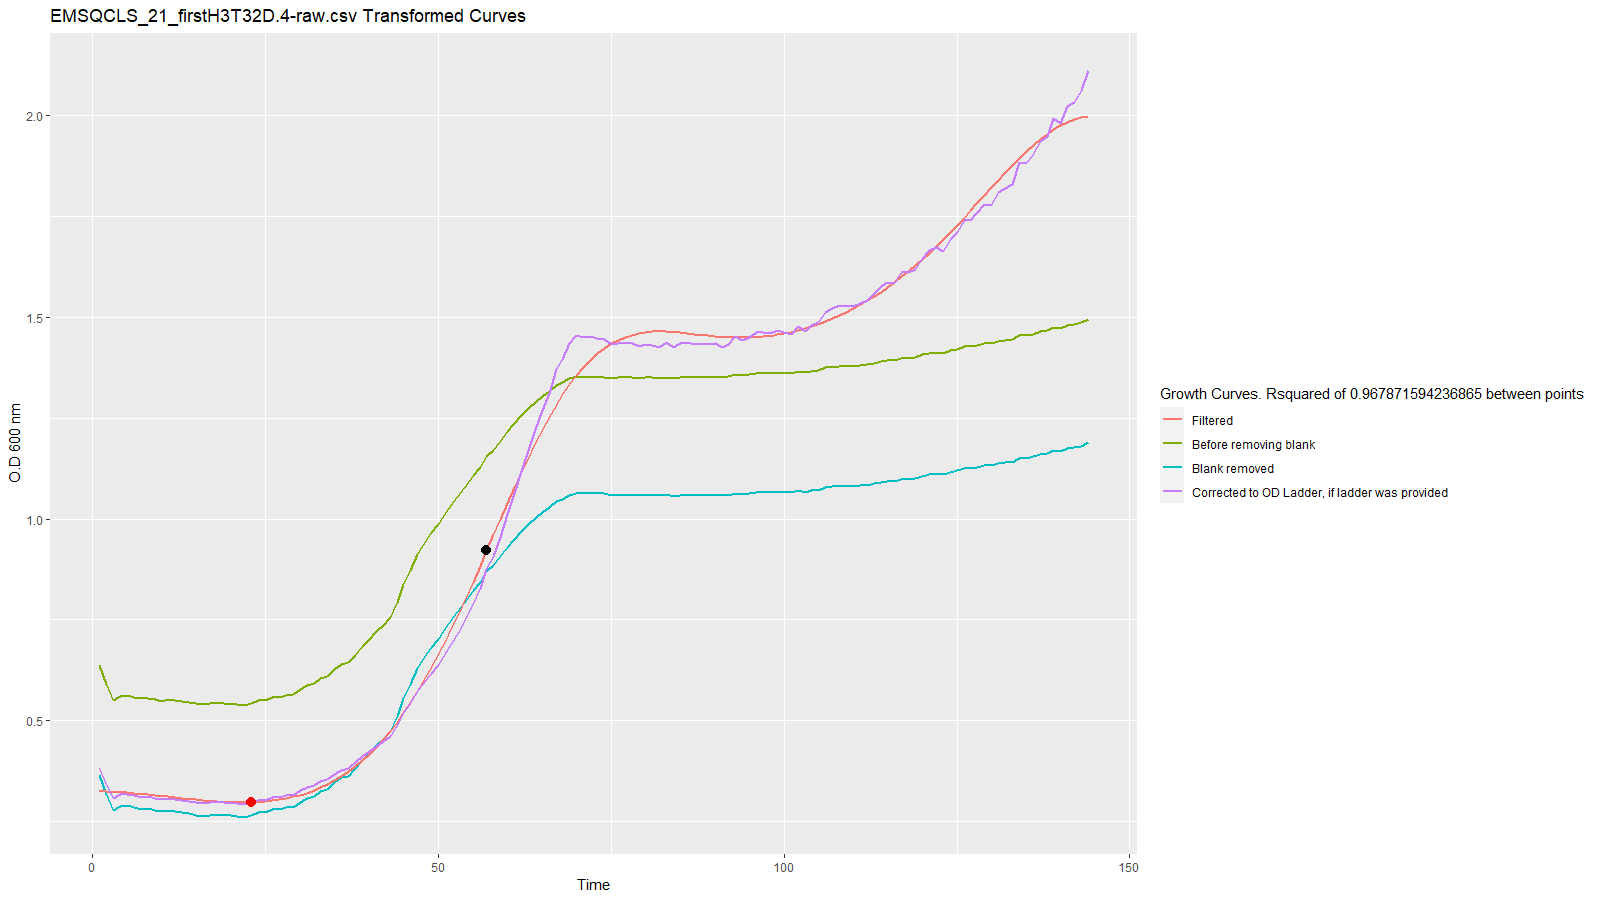 EMSQCLS_21_firstH3T32D.4-raw.csv Transformed Curves
2.0
1.5
1.0
0.5
O.D 600 nm
0
50
100
150
Time
Growth Curves. Rsquared of 0.967871594236865 between points
Filtered
Before removing blank
Blank removed
Corrected to OD Ladder, if ladder was provided